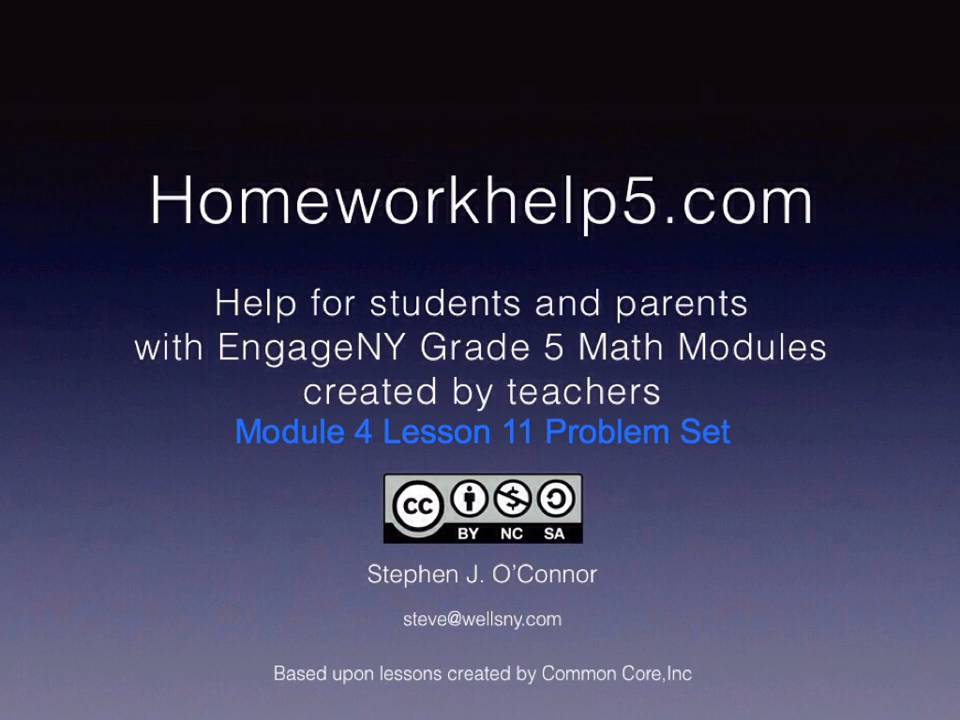 Homeworkhelp5.com
Help for students and parents
with EngageNY Grade 5 Math Modules
created by teachers
Module 4 Lesson 11 Problem Set
cc
BY NC SA
Stephen J. O’Connor
steve@wellsny.com
Based upon lessons created by Common Core,Inc